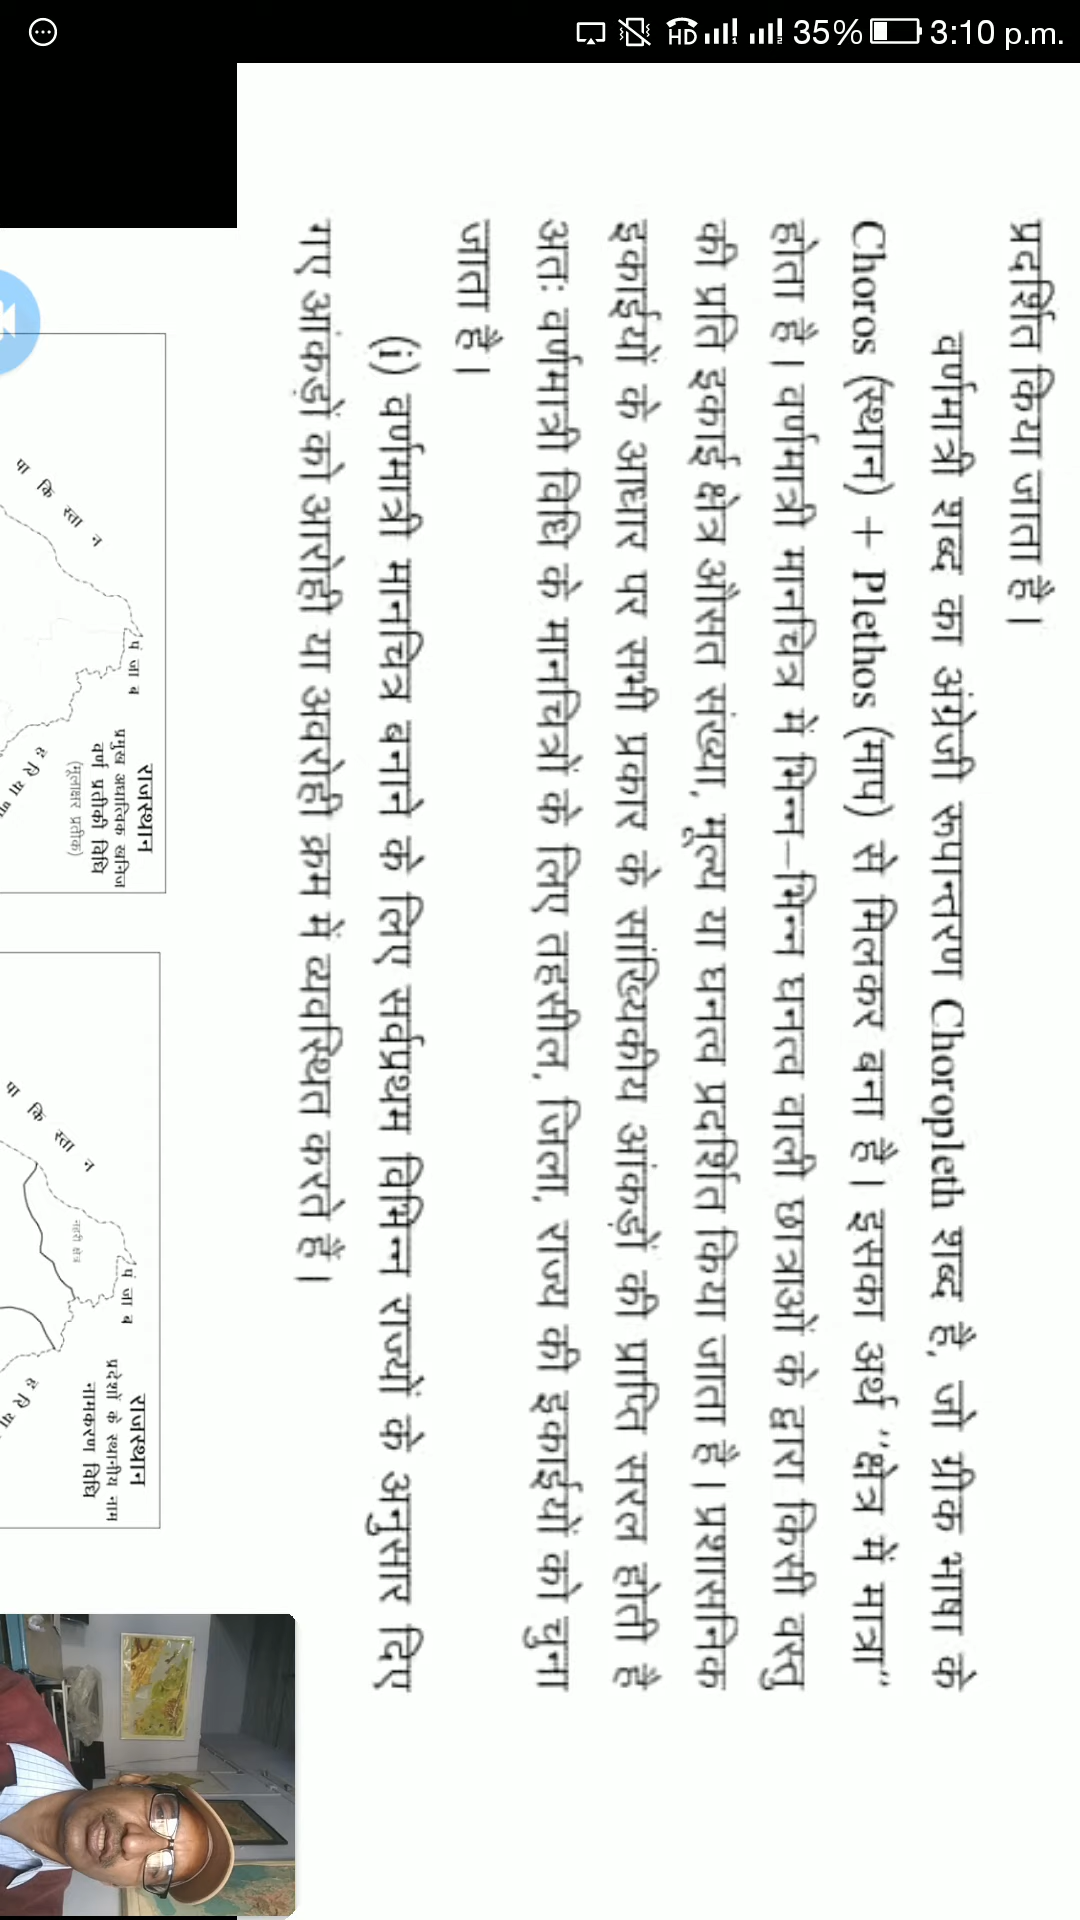 35% 3:10 p.m.
प्रदर्शित किया जाता है।
वर्णमात्री शब्द का अंग्रेजी रूपान्तरण Choropleth शब्द है, जो ग्रीक भाषा के
Choros (स्थान) + Plethos (माप) से मिलकर बना है। इसका अर्थ "क्षेत्र में मात्रा"
होता है। वर्णमात्री मानचित्र में भिन्न–भिन्न घनत्व वाली छात्राओं के द्वारा किसी वस्तु
की प्रति इकाई क्षेत्र औसत संख्या, मूल्य या घनत्व प्रदर्शित किया जाता है। प्रशासनिक
इकाईयों के आधार पर सभी प्रकार के सांख्यिकीय आंकड़ों की प्राप्ति सरल होती है
अतः वर्णमात्री विधि के मानचित्रों के लिए तहसील, जिला, राज्य की इकाईयों को चुना
जाता है।
(i) वर्णमात्री मानचित्र बनाने के लिए सर्वप्रथम विभिन्न राज्यों के अनुसार दिए
गए आंकड़ों को आरोही या अवरोही क्रम में व्यवस्थित करते हैं।
राजस्थान
प्रमुख अधात्विक खनिज
वर्ण प्रतीकी विधि
(मूलाक्षर प्रतीक)
पं जा ब
पा कि स्ता न
ह रि या
राजस्थान
प्रदेशों के स्थानीय नाम
नामकरण विधि
पं जा ब
नहरी क्षेत्र
पा कि स्ता न
ह रि या